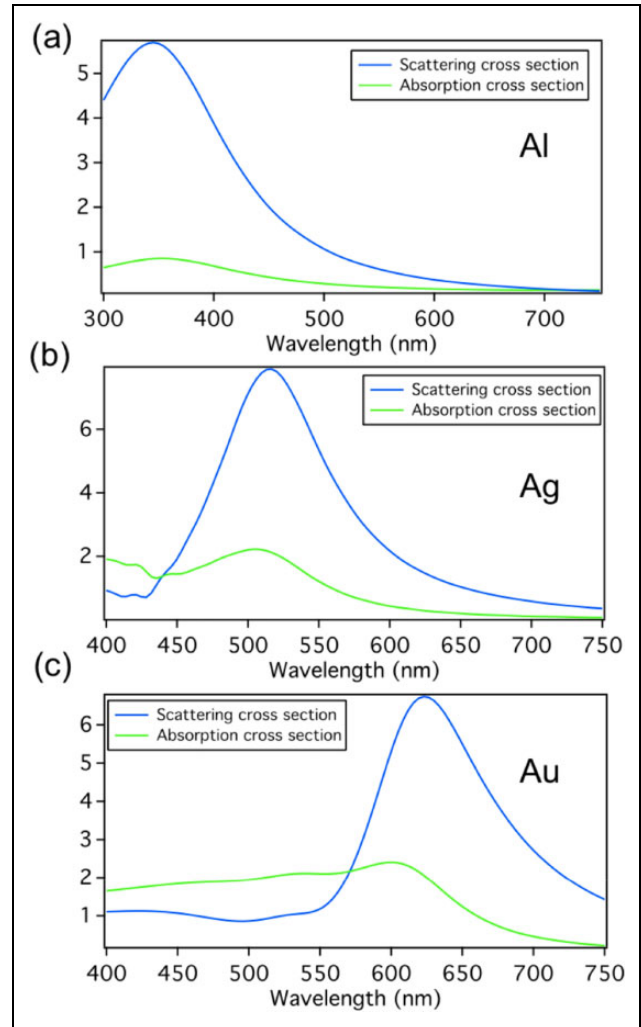 (a)
Scattering cross section
Absorption cross section
Al
5
4
3
2
1
300 400 500 600 700
Wavelength (nm)
(b)
Scattering cross section
Absorption cross section
Ag
6
4
2
400 450 500 550 600 650 700 750
Wavelength (nm)
(c)
Scattering cross section
Absorption cross section
Au
6
5
4
3
2
1
400 450 500 550 600 650 700 750
Wavelength (nm)